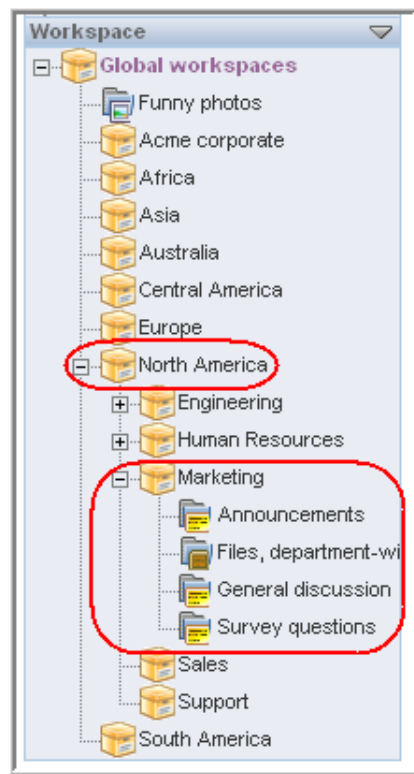 Workspace
Global workspaces
Funny photos
Acme corporate
Africa
Asia
Australia
Central America
Europe
North America
Engineering
Human Resources
Marketing
Announcements
Files, department-wi
General discussion
Survey questions
Sales
Support
South America